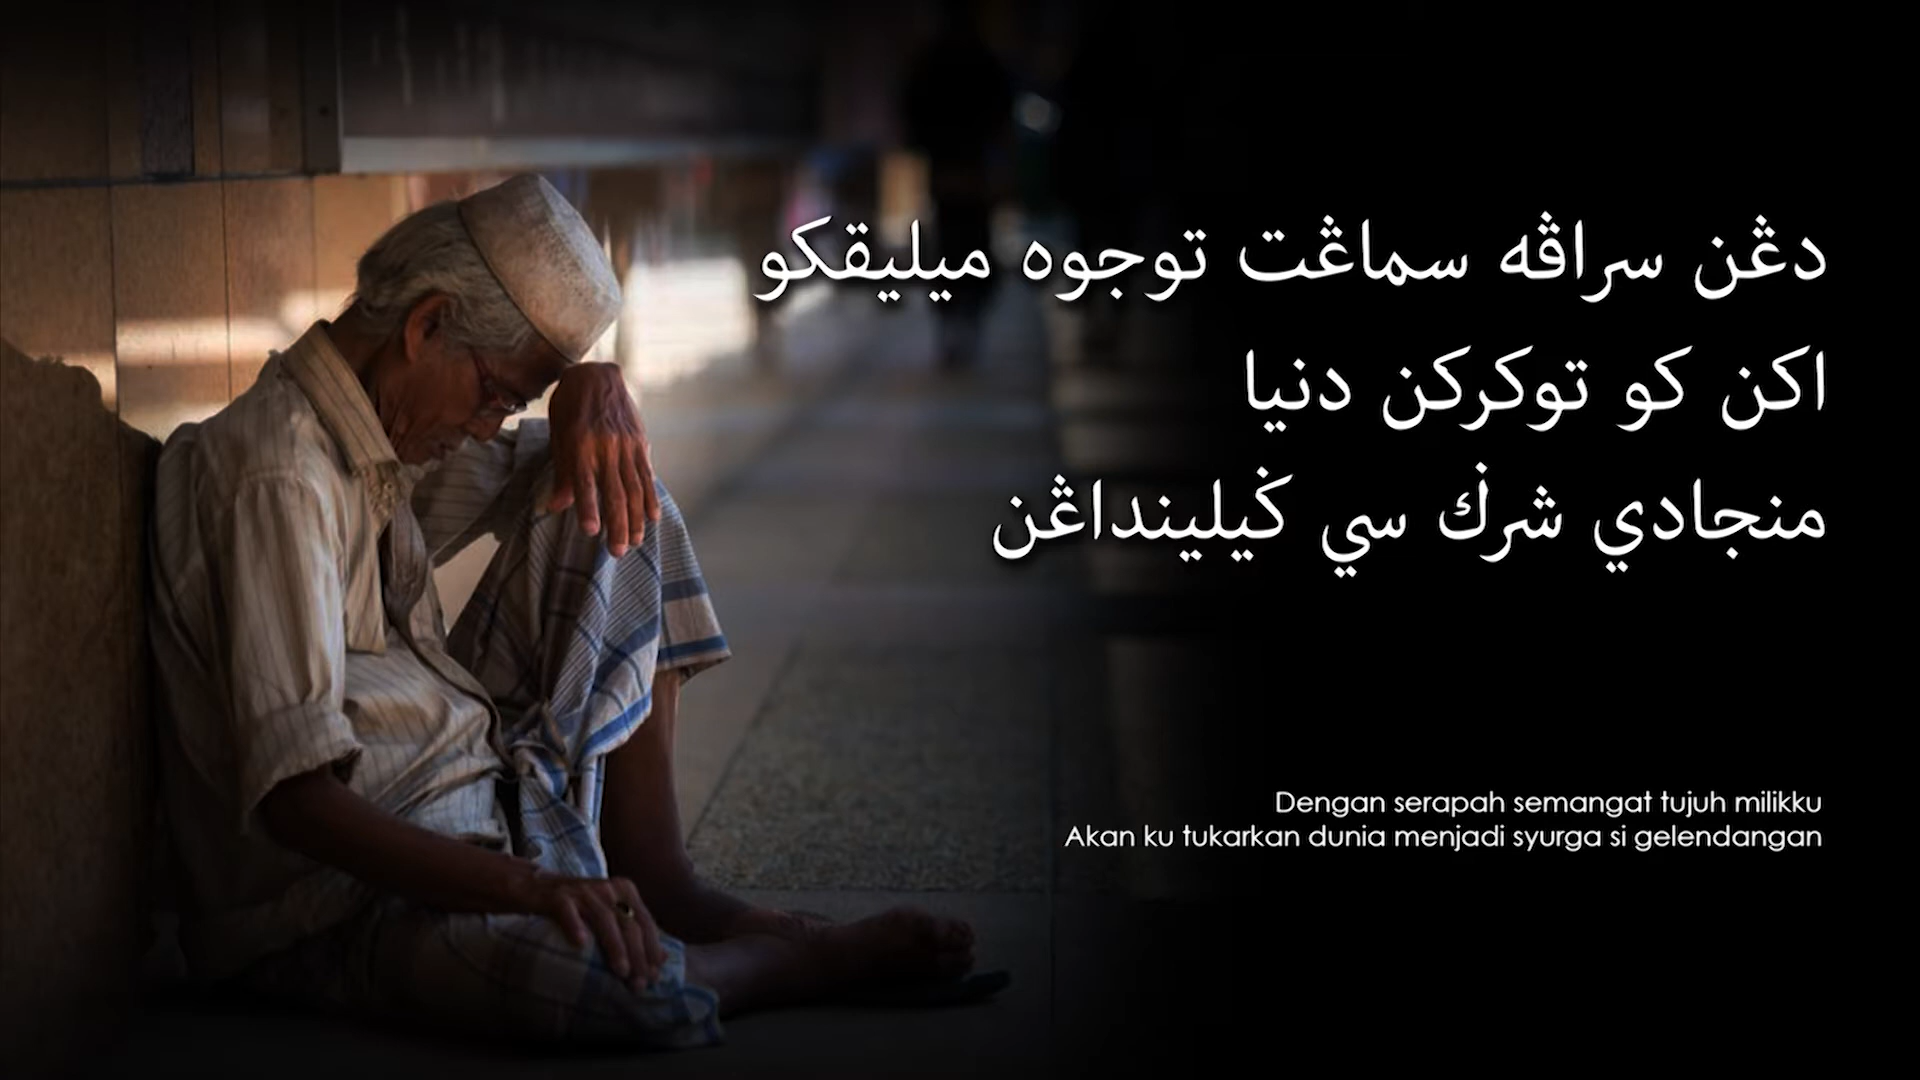 دڠن سراڤه سماڠت توجوه ميليقكو
اكن كو توكركن دنيا
منجادي شرݢ سي ݢيلينداڠن
Dengan serapah semangat tujuh milikku
Akan ku tukarkan dunia menjadi syurga si gelendangan